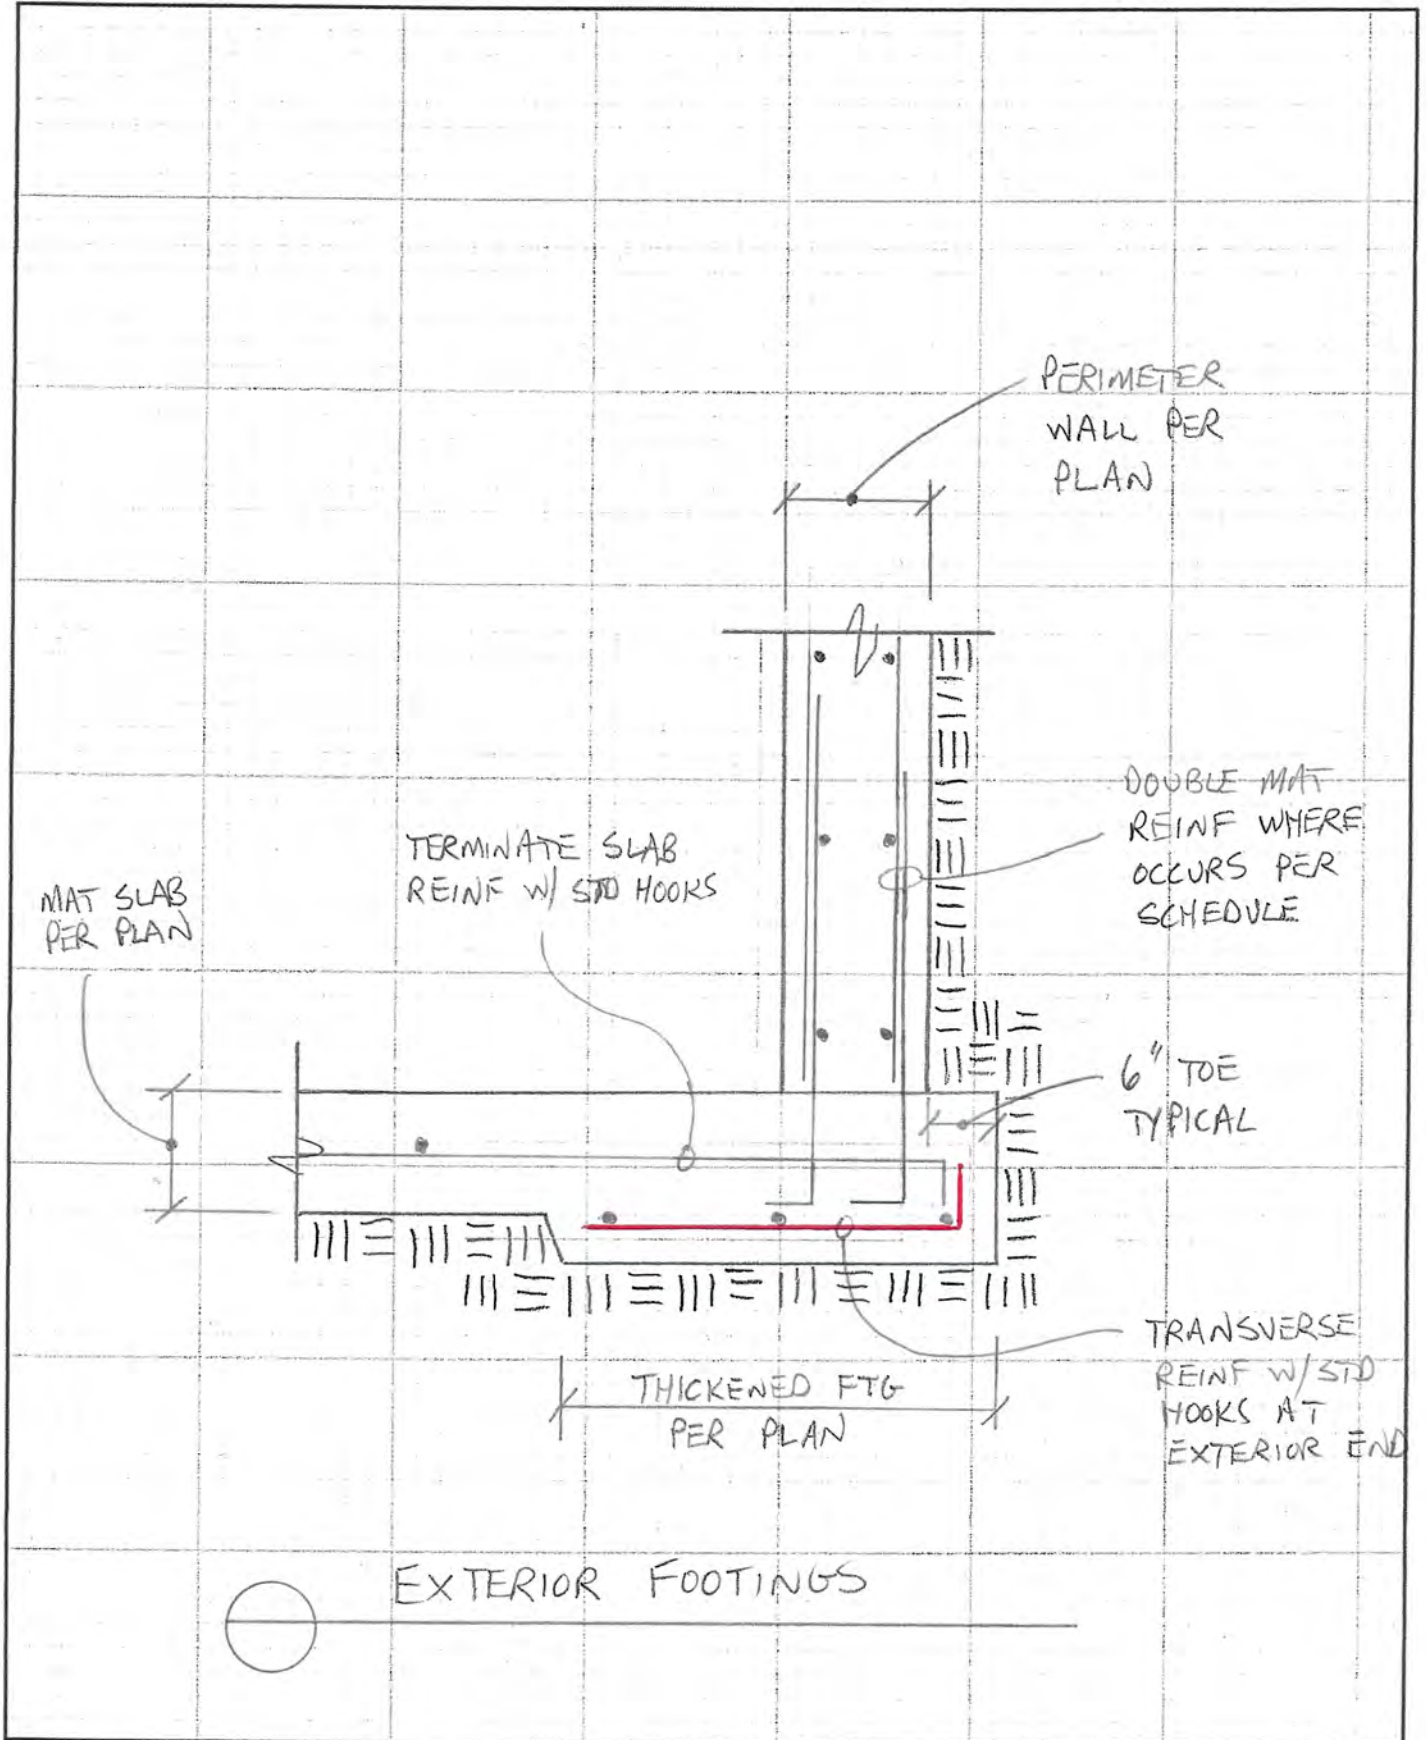 PERIMETER
WALL PER
PLAN
DOUBLE MAT
REINF WHERE
OCCURS PER
SCHEDULE
TERMINATE SLAB
REINF W/ STD HOOKS
MAT SLAB
PER PLAN
6" TOE
TYPICAL
TRANSVERSE
REINF W/ STD
HOOKS AT
EXTERIOR END
THICKENED FTG
PER PLAN
EXTERIOR FOOTINGS